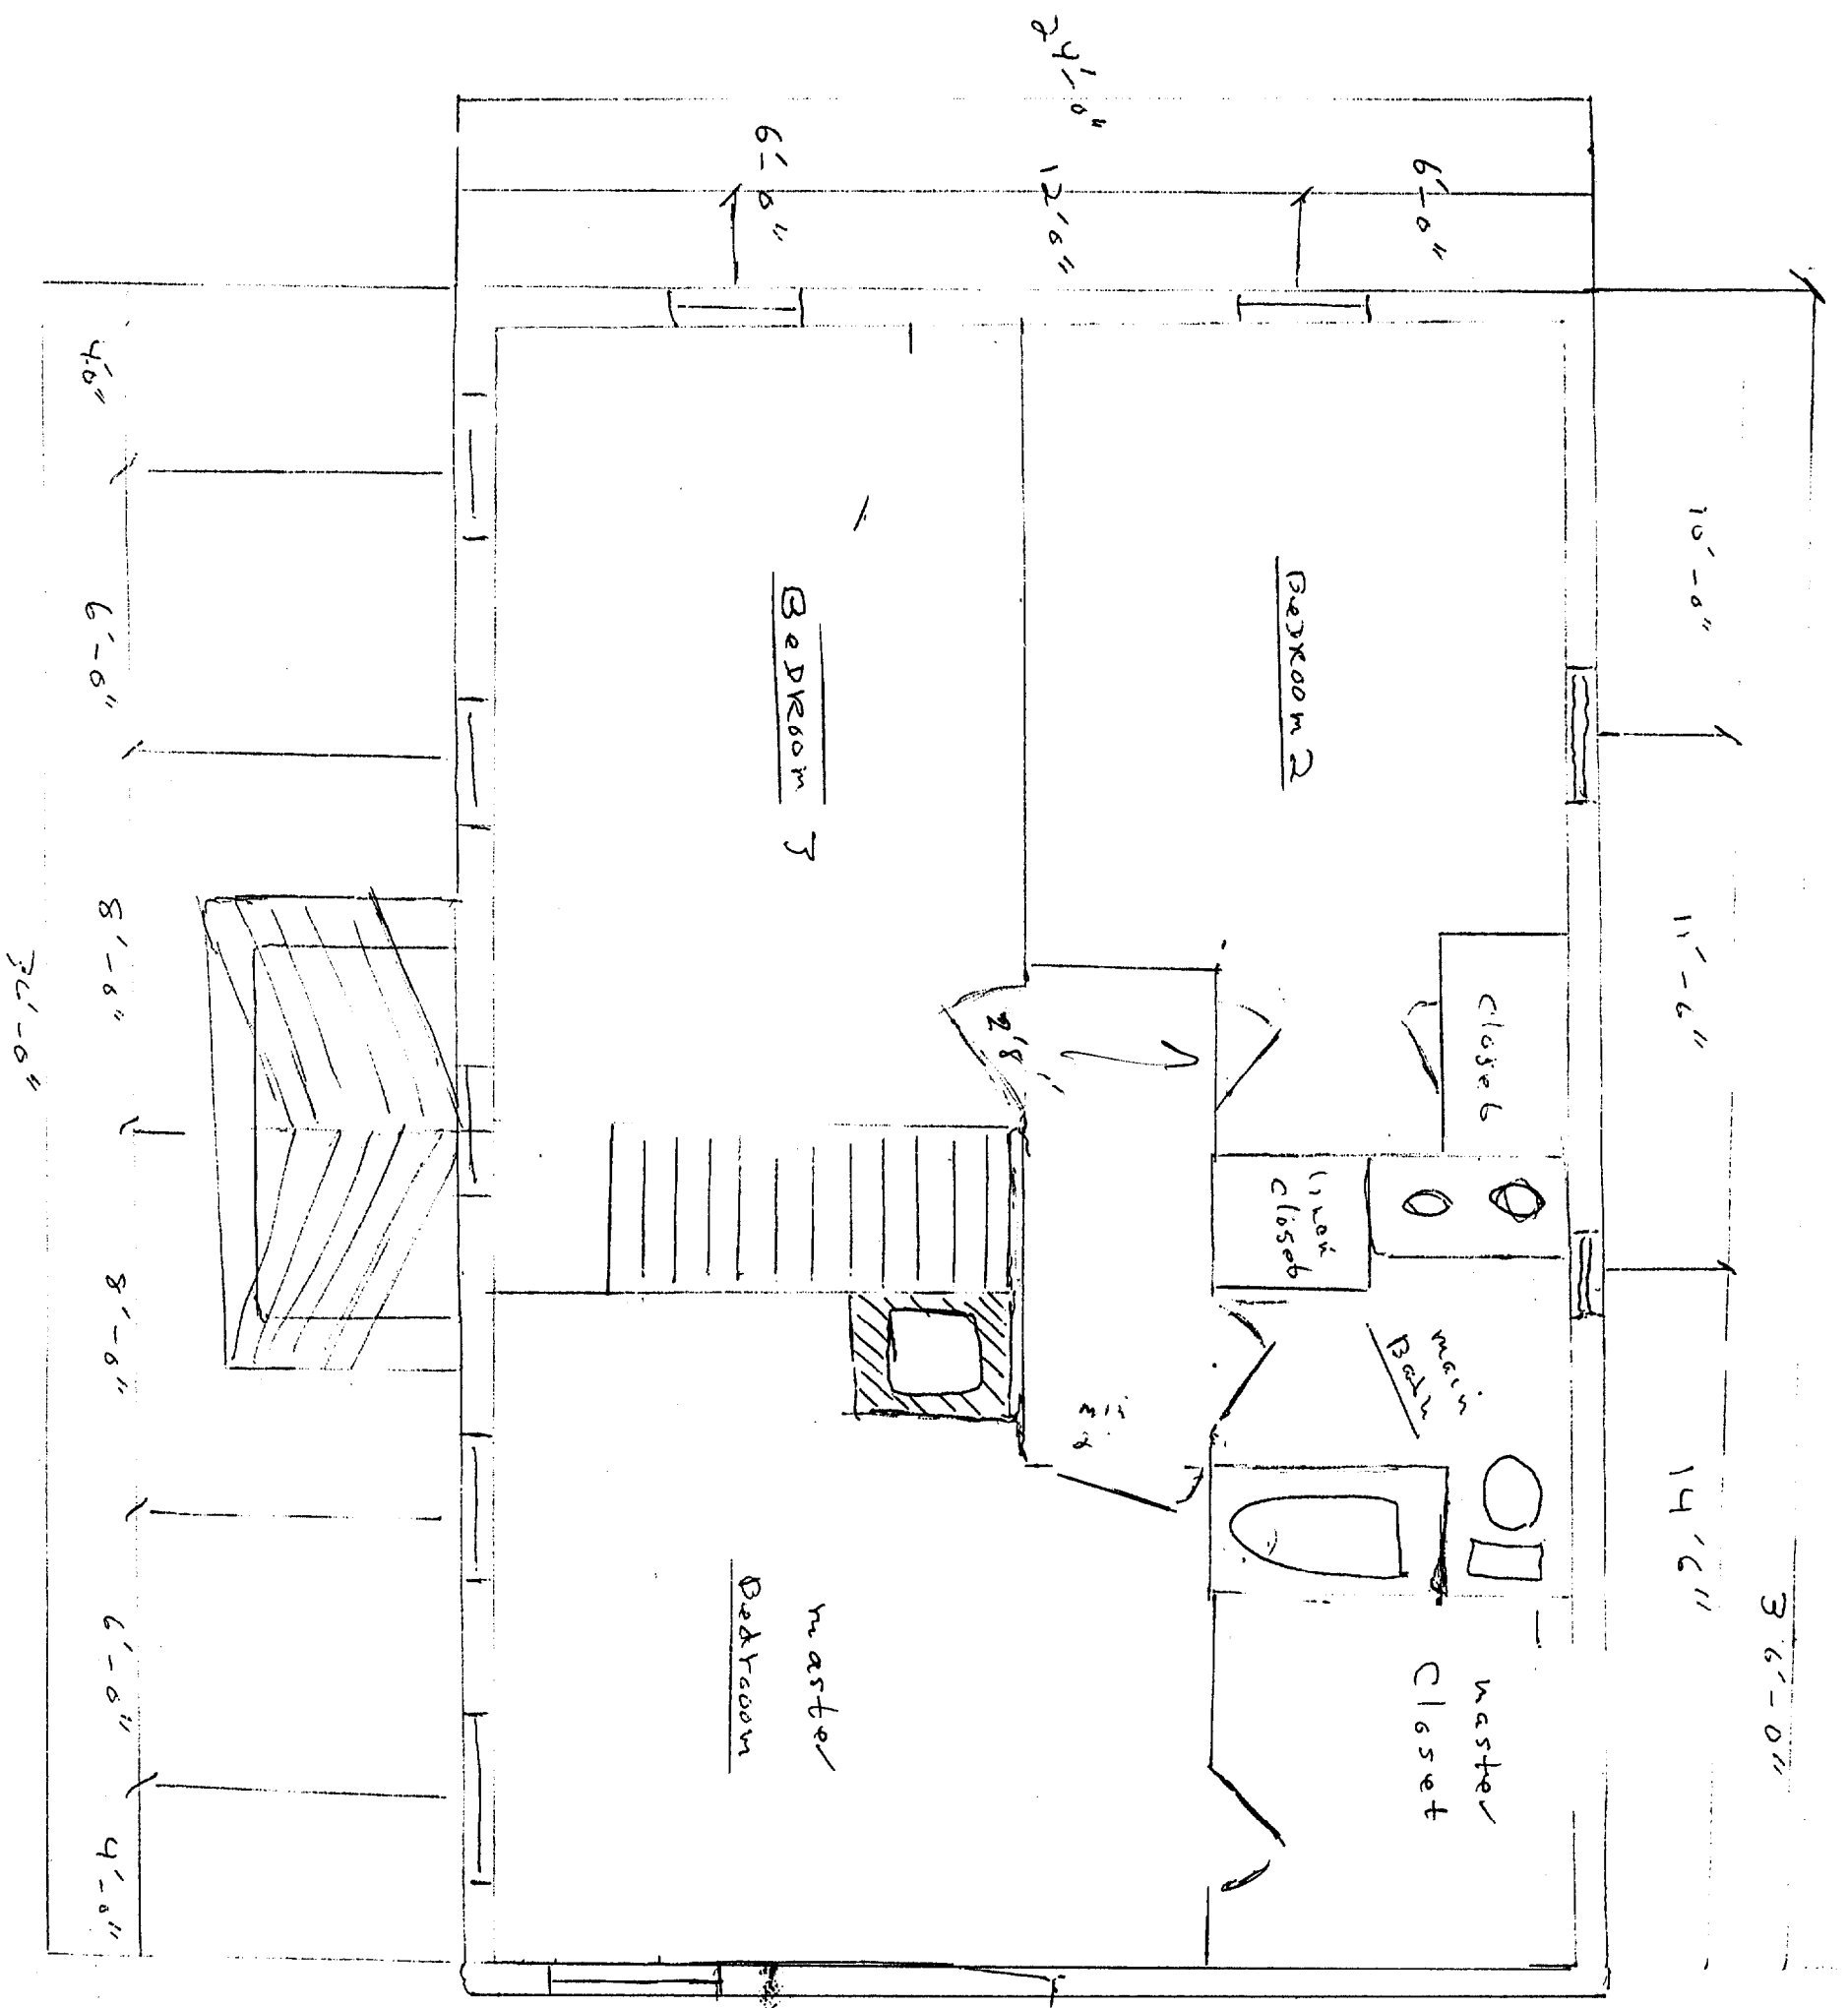 36'-0"
10'-0"
11'-6"
14'6"
24'-0"
6'-0"
12'0"
6'-0"
BeDRoom 2
Closet
linen
closet
main
Bath
master
Closet
2'8"
BeDRoom 3
master
Bedroom
4'0"
6'-0"
8'-0"
8'-0"
6'-0"
4'-0"